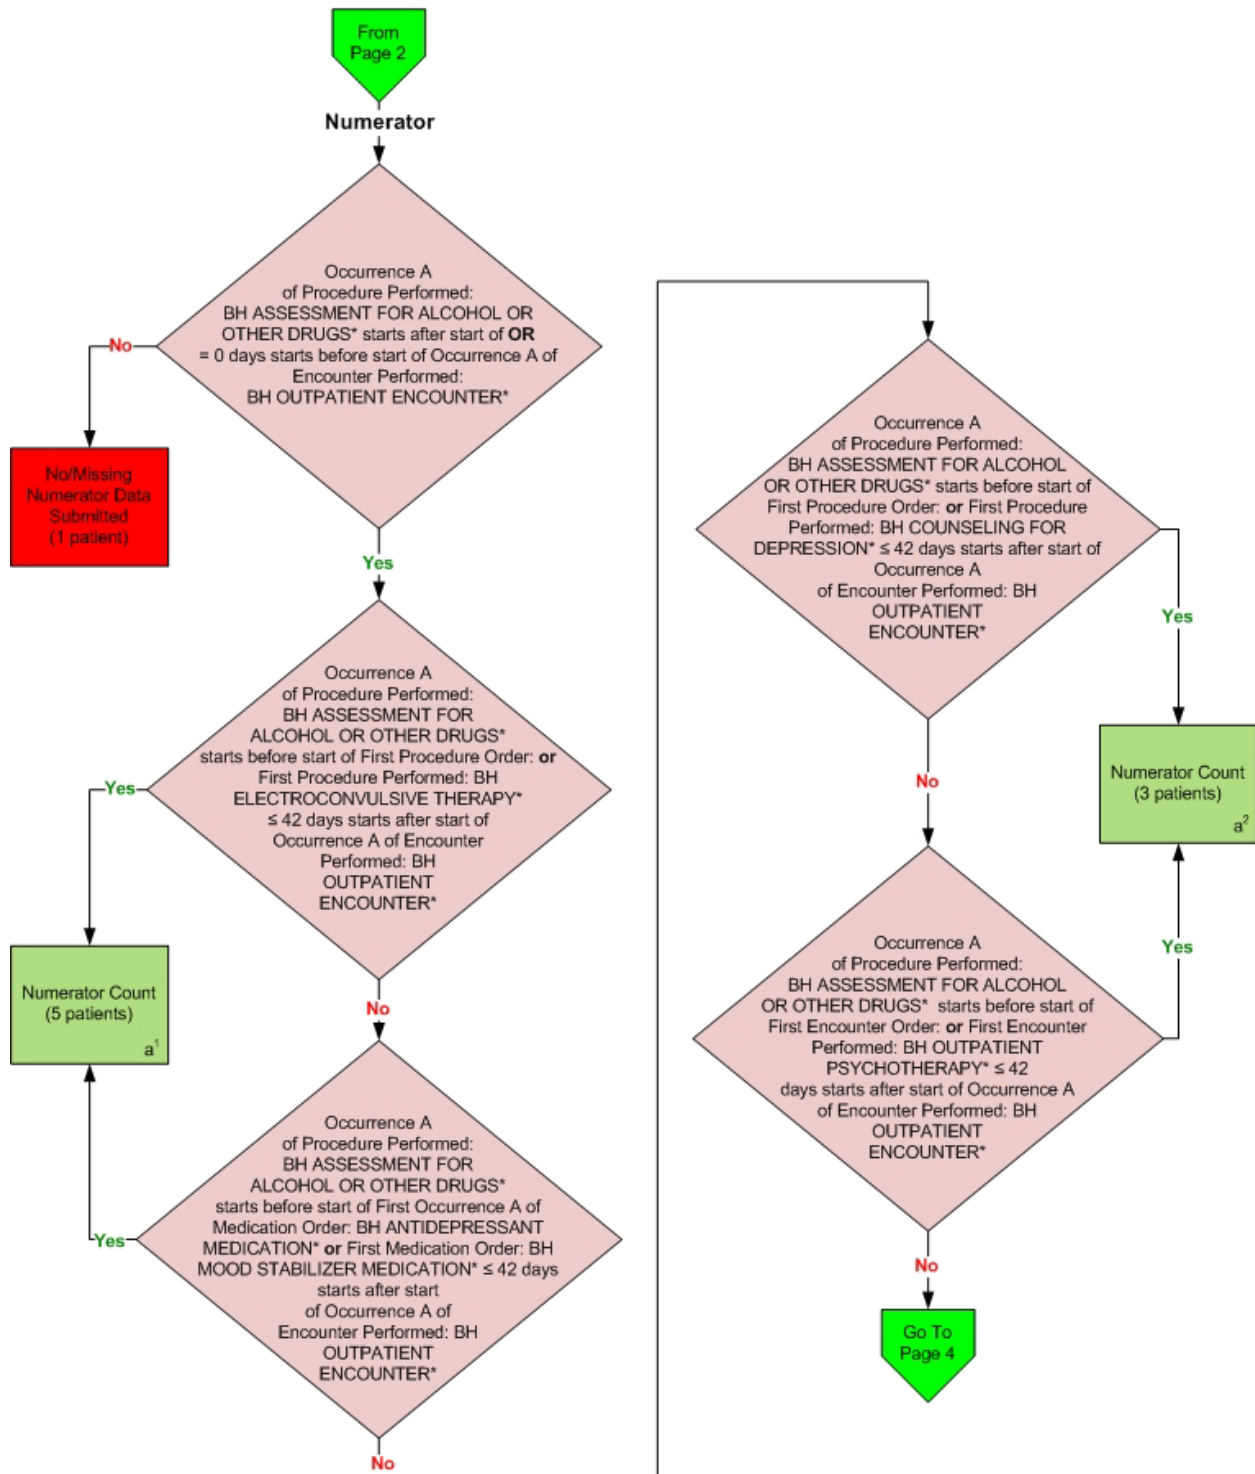 From
Page 2
Numerator
Occurrence A
of Procedure Performed:
BH ASSESSMENT FOR ALCOHOL OR
OTHER DRUGS* starts after start of OR
= 0 days starts before start of Occurrence A of
Encounter Performed:
BH OUTPATIENT ENCOUNTER*
No
No/Missing
Numerator Data
Submitted
(1 patient)
Yes
Occurrence A
of Procedure Performed:
BH ASSESSMENT FOR
ALCOHOL OR OTHER DRUGS*
starts before start of First Procedure Order: or
First Procedure Performed: BH
ELECTROCONVULSIVE THERAPY*
≤ 42 days starts after start of
Occurrence A of Encounter
Performed: BH
OUTPATIENT
ENCOUNTER*
Yes
Numerator Count
(5 patients)
a¹
No
Occurrence A
of Procedure Performed:
BH ASSESSMENT FOR
ALCOHOL OR OTHER DRUGS*
starts before start of First Occurrence A of
Medication Order: BH ANTIDEPRESSANT
MEDICATION* or First Medication Order: BH
MOOD STABILIZER MEDICATION* ≤ 42 days
starts after start
of Occurrence A of
Encounter Performed: BH
OUTPATIENT
ENCOUNTER*
Yes
No
Occurrence A
of Procedure Performed:
BH ASSESSMENT FOR ALCOHOL
OR OTHER DRUGS* starts before start of
First Procedure Order: or First Procedure
Performed: BH COUNSELING FOR
DEPRESSION* ≤ 42 days starts after start of
Occurrence A
of Encounter Performed: BH
OUTPATIENT
ENCOUNTER*
Yes
Numerator Count
(3 patients)
a²
No
Occurrence A
of Procedure Performed:
BH ASSESSMENT FOR ALCOHOL
OR OTHER DRUGS* starts before start of
First Encounter Order: or First Encounter
Performed: BH OUTPATIENT
PSYCHOTHERAPY* ≤ 42
days starts after start of Occurrence A
of Encounter Performed: BH
OUTPATIENT
ENCOUNTER*
Yes
No
Go To
Page 4